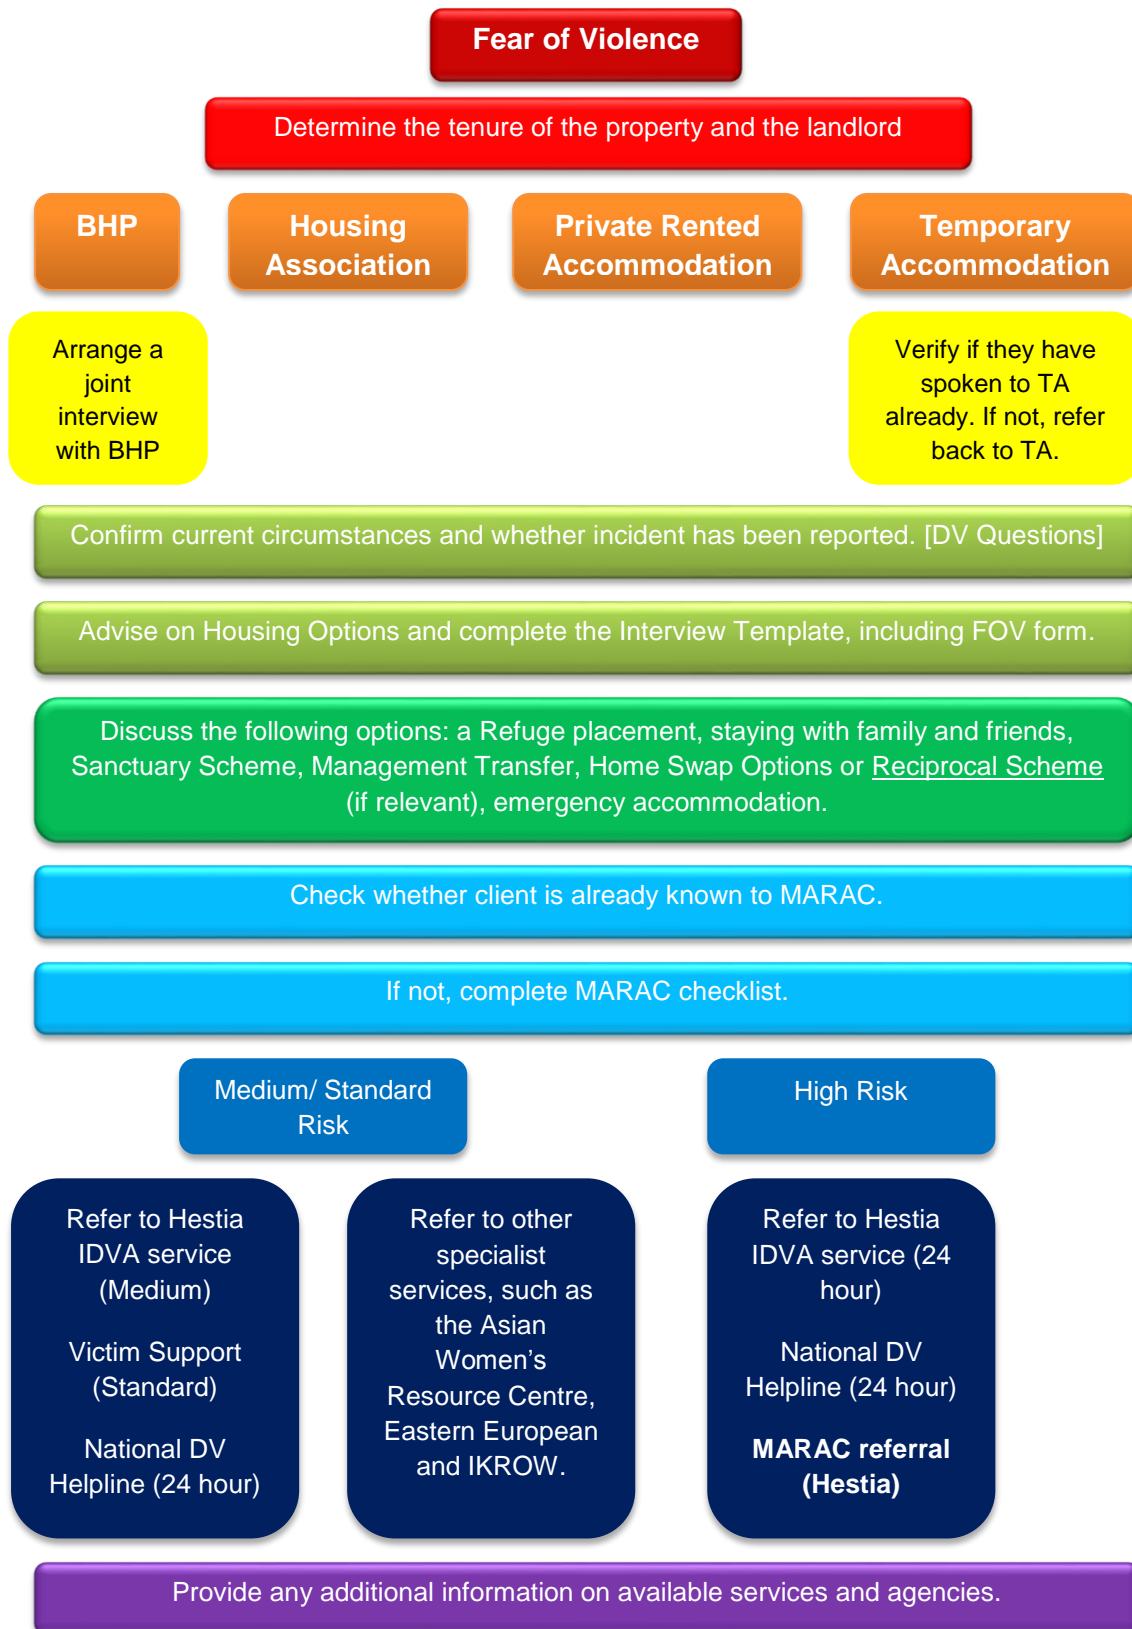 Fear of Violence
Determine the tenure of the property and the landlord
BHP
Housing
Association
Private Rented
Accommodation
Temporary
Accommodation
Arrange a
joint
interview
with BHP
Verify if they have
spoken to TA
already. If not, refer
back to TA.
Confirm current circumstances and whether incident has been reported. [DV Questions]
Advise on Housing Options and complete the Interview Template, including FOV form.
Discuss the following options: a Refuge placement, staying with family and friends,
Sanctuary Scheme, Management Transfer, Home Swap Options or Reciprocal Scheme
(if relevant), emergency accommodation.
Check whether client is already known to MARAC.
If not, complete MARAC checklist.
Medium/ Standard
Risk
High Risk
Refer to Hestia
IDVA service
(Medium)
Victim Support
(Standard)
National DV
Helpline (24 hour)
Refer to other
specialist
services, such as
the Asian
Women’s
Resource Centre,
Eastern European
and IKROW.
Refer to Hestia
IDVA service (24
hour)
National DV
Helpline (24 hour)
MARAC referral
(Hestia)
Provide any additional information on available services and agencies.